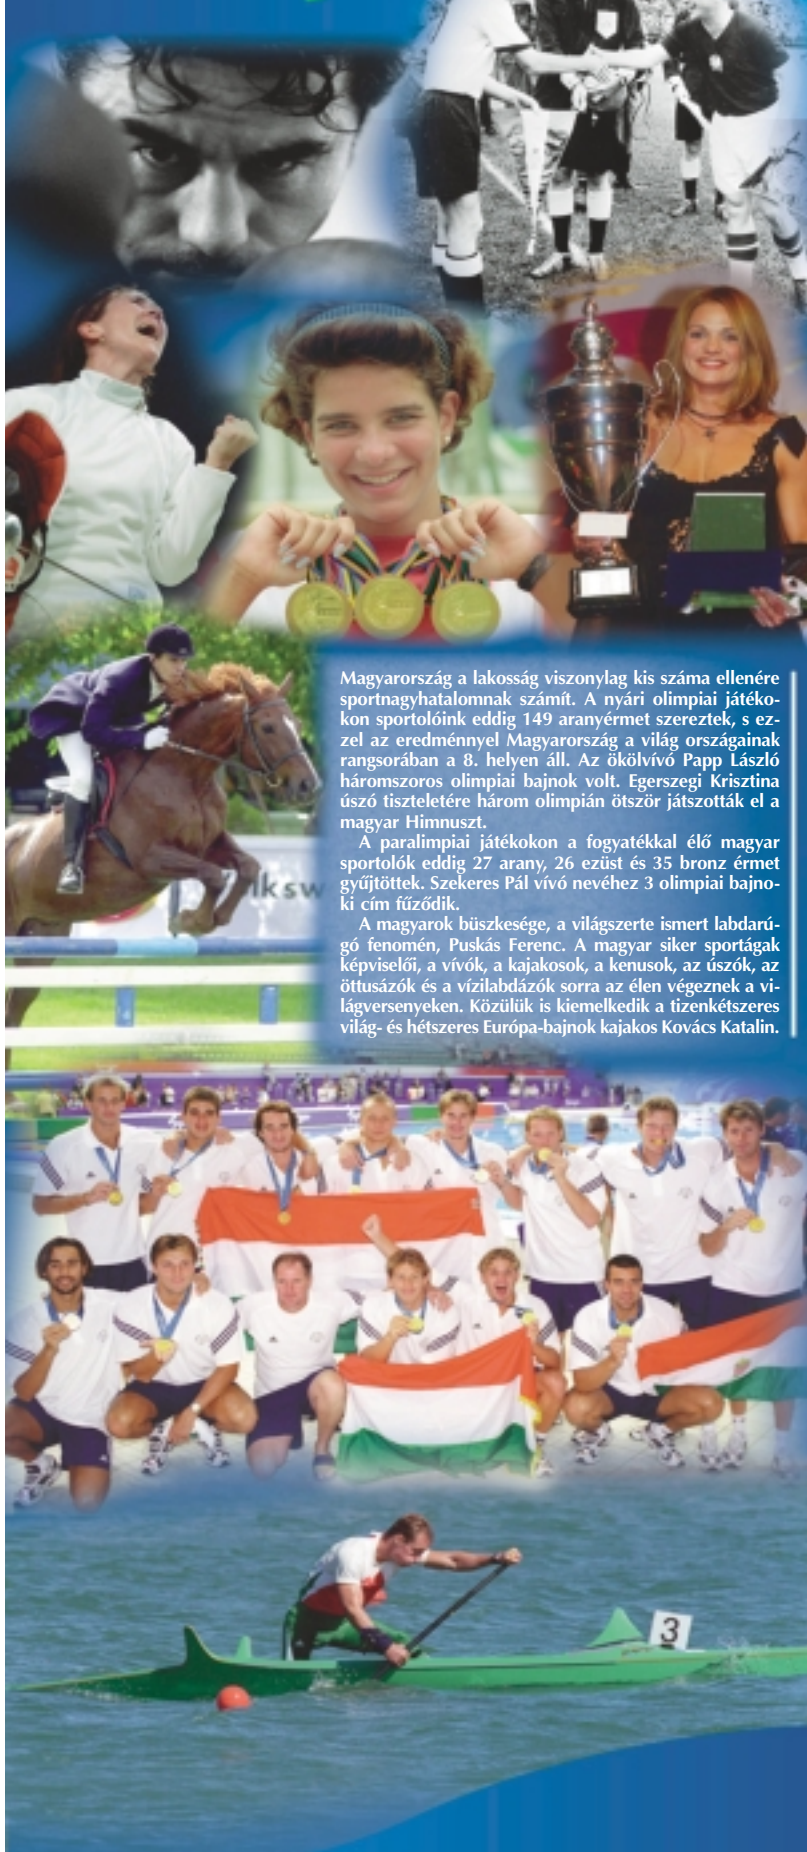 Magyarország a lakosság viszonylag kis száma ellenére
sportnagyhatalomnak számít. A nyári olimpiai játéko-
kon sportolóink eddig 149 aranyérmet szereztek, s ez-
zel az eredménnyel Magyarország a világ országainak
rangsorában a 8. helyen áll. Az ökölvívó Papp László
háromszoros olimpiai bajnok volt. Egerszegi Krisztina
úszó tiszteletére három olimpián ötször játszották el a
magyar Himnuszt.
A paralimpiai játékokon a fogyatékkal élő magyar
sportolók eddig 27 arany, 26 ezüst és 35 bronz érmet
gyűjtöttek. Szekeres Pál vívó nevéhez 3 olimpiai bajno-
ki cím fűződik.
A magyarok büszkesége, a világszerte ismert labdarú-
gó fenomén, Puskás Ferenc. A magyar siker sportágak
képviselői, a vívók, a kajakosok, a kenusok, az úszók, az
öttusázók és a vízilabdázók sorra az élen végeznek a vi-
lágversenyeken. Közülük is kiemelkedik a tizenkétszeres
világ- és hétszeres Európa-bajnok kajakos Kovács Katalin.
lksw
3